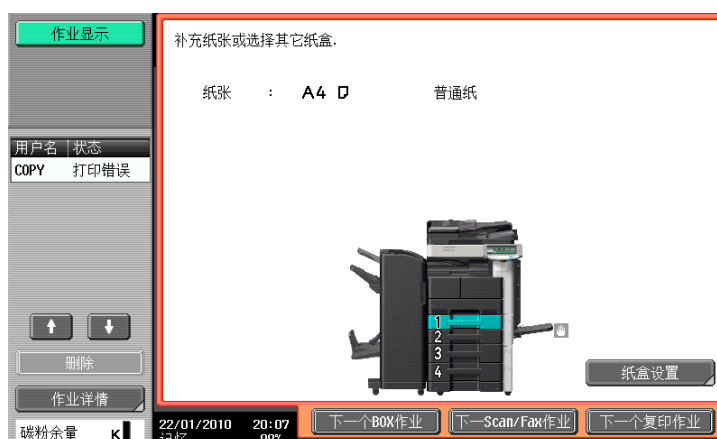 作业显示
补充纸张或选择其它纸盒.
纸张 : A4 普通纸
用户名 状态
COPY 打印错误
1
2
3
4
删除
纸盒设置
作业详情
碳粉余量 K
22/01/2010 20:07
下一个BOX作业
下一Scan/Fax作业
下一个复印作业
记忆 99%